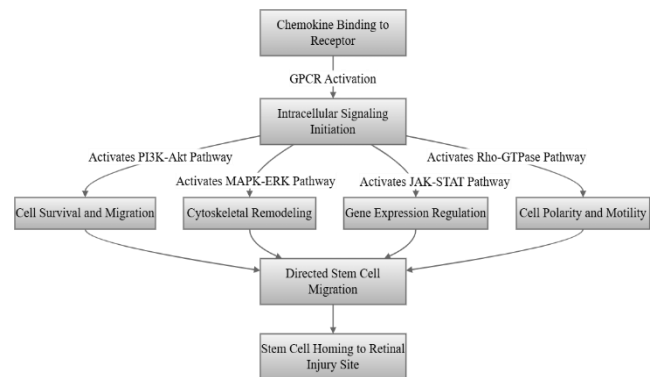 Chemokine Binding to
Receptor
GPCR Activation
Intracellular Signaling
Initiation
Activates PI3K-Akt Pathway
Activates Rho-GTPase Pathway
Activates MAPK-ERK Pathway
Activates JAK-STAT Pathway
Cell Survival and Migration
Cytoskeletal Remodeling
Gene Expression Regulation
Cell Polarity and Motility
Directed Stem Cell
Migration
Stem Cell Homing to Retinal
Injury Site